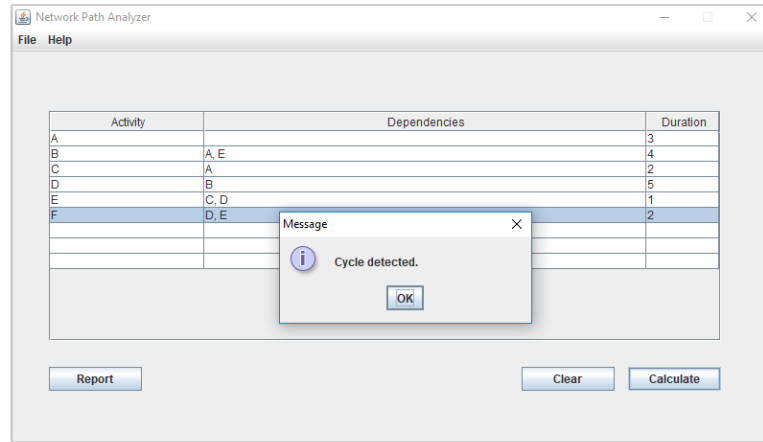 Network Path Analyzer
File Help
Activity Dependencies Duration
A 3
B A, E 4
C A 2
D B 5
E C, D 1
F D, E 2
Message
Cycle detected.
OK
Report Clear Calculate